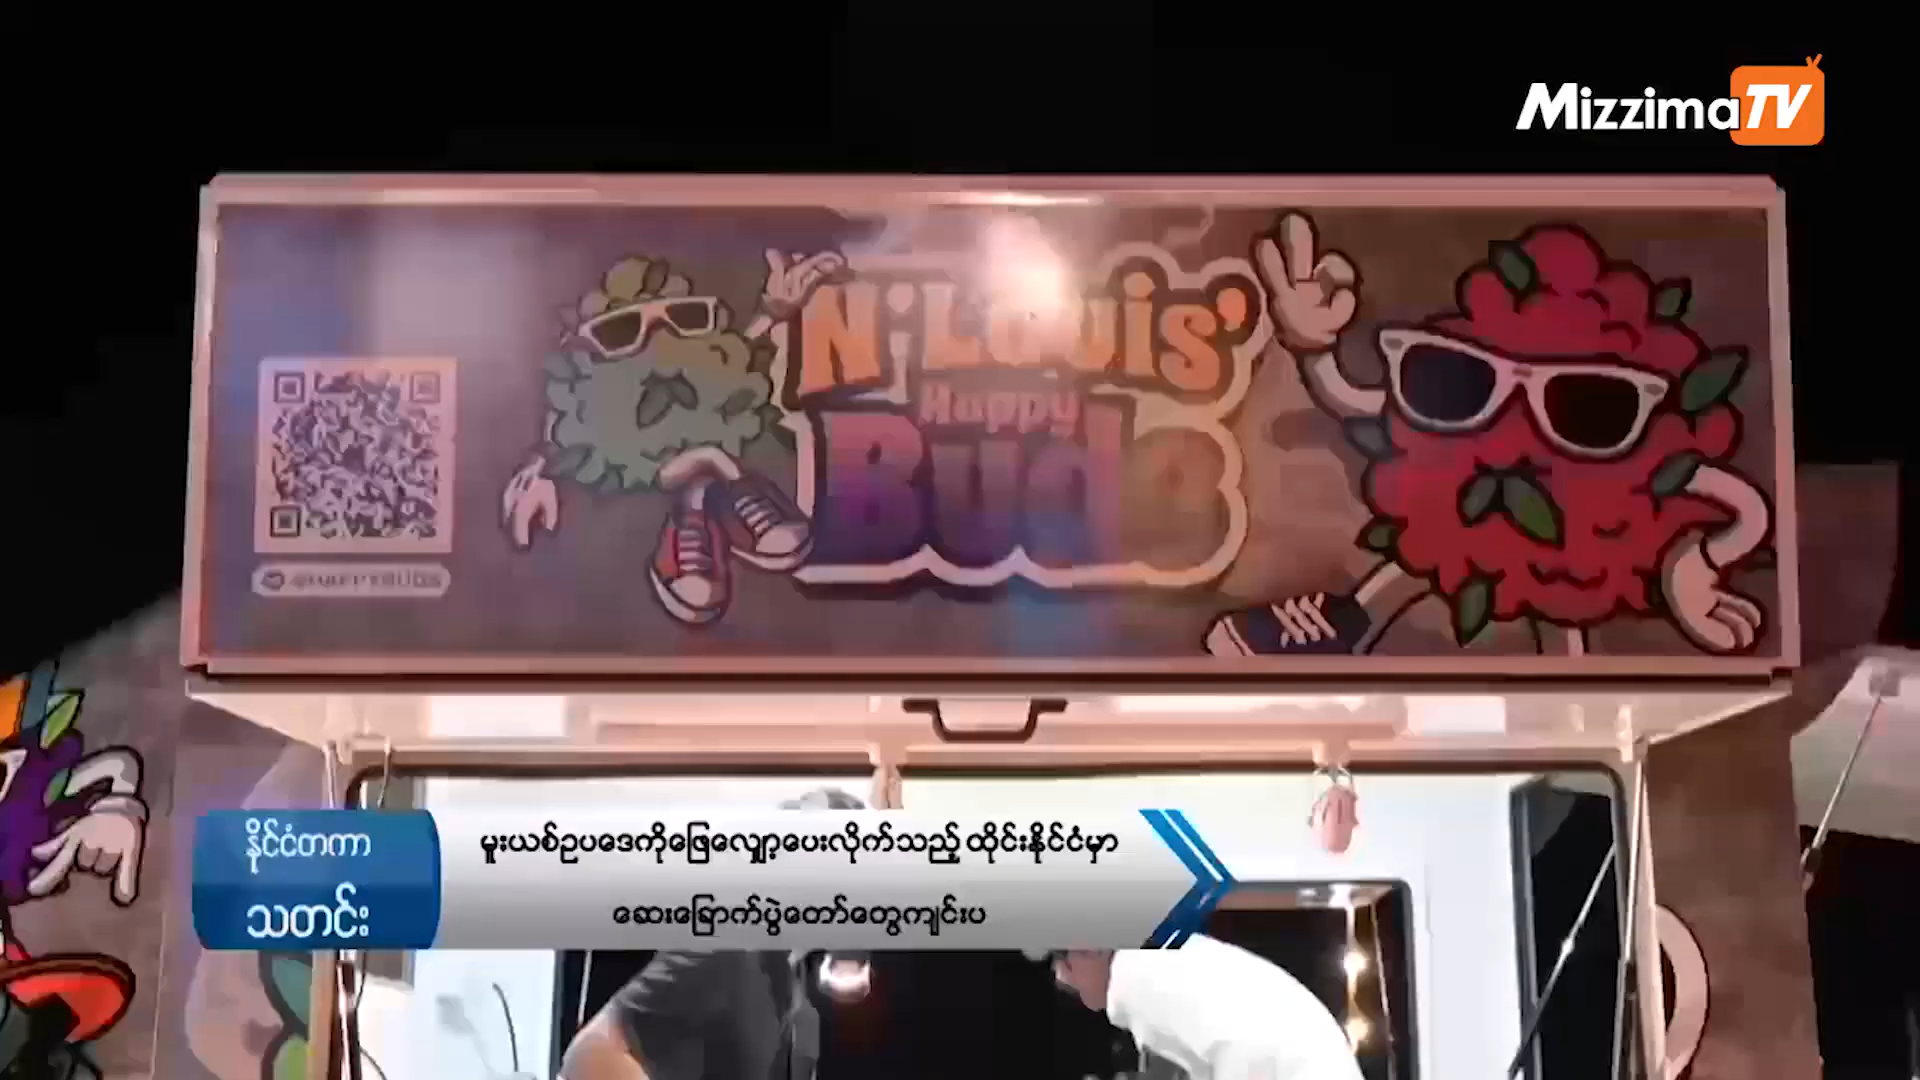 MizzimaTV
N'Louis'
Happy
Buds
နိုင်ငံတကာ
သတင်း
မူးယစ်ဥပဒေကိုဖြေလျှော့ပေးလိုက်သည့် ထိုင်းနိုင်ငံမှာ
ဆေးခြောက်ပွဲတော်တွေကျင်းပ